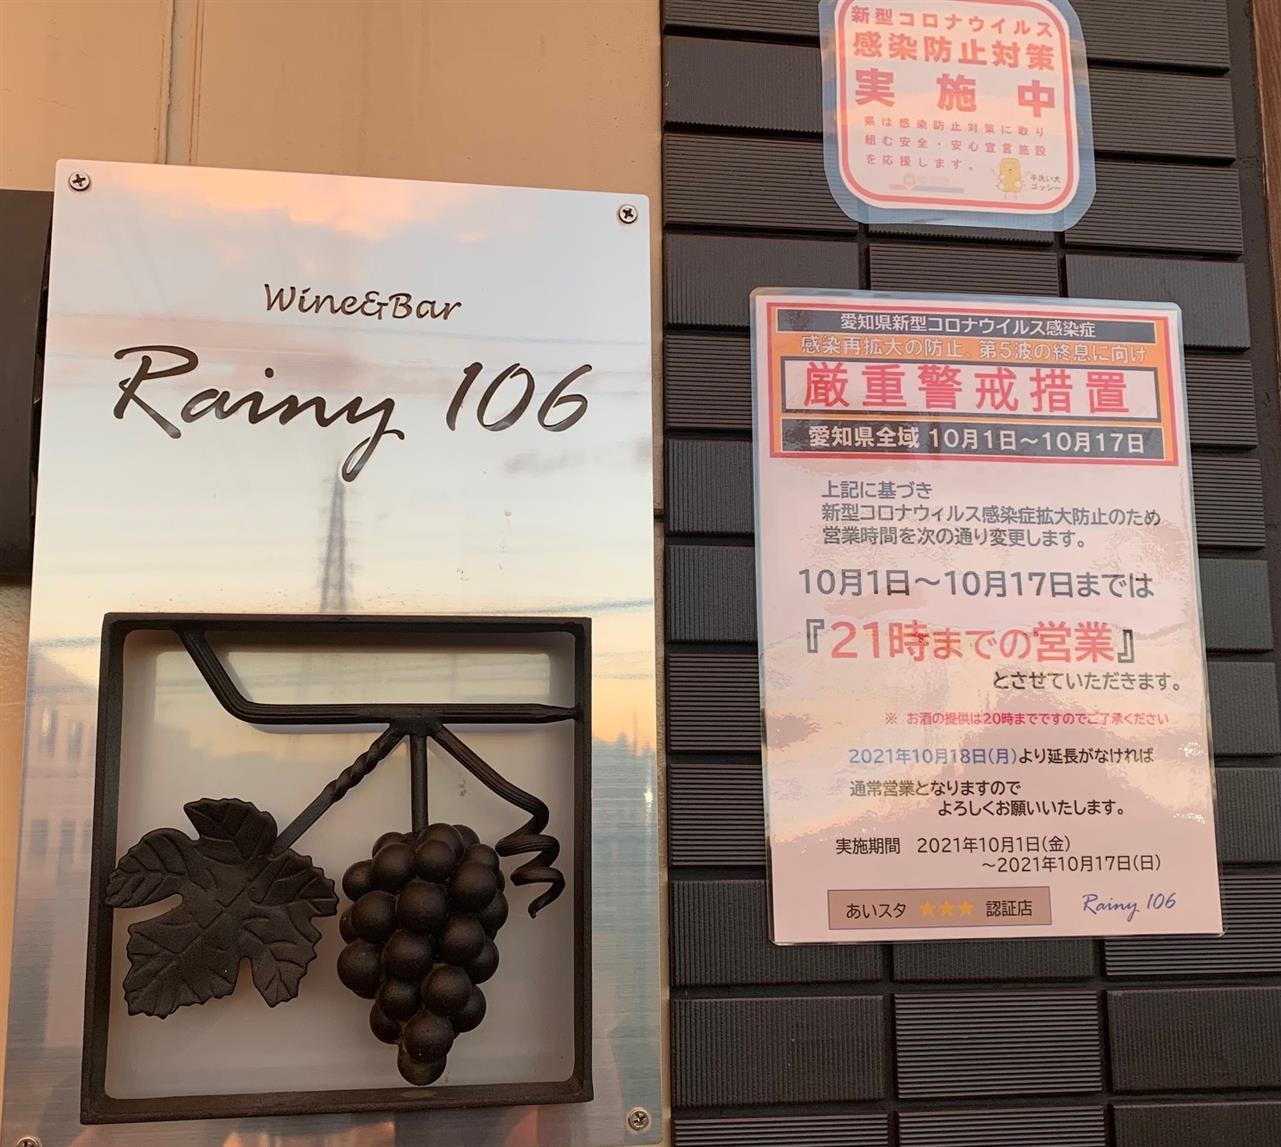 Wine&Bar
Rainy 106
新型コロナウイルス
感染防止対策
実施中
県は感染防止対策に取り
組む安全・安心宣言施設
を応援します。
手洗い犬
ゴッシー
愛知県新型コロナウイルス感染症
感染再拡大の防止、第5波の終息に向け
厳重警戒措置
愛知県全域 10月1日～10月17日
上記に基づき
新型コロナウィルス感染症拡大防止のため
営業時間を次の通り変更します。
10月1日～10月17日までは
『21時までの営業』
とさせていただきます。
※ お酒の提供は20時までですのでご了承ください
2021年10月18日(月)より延長がなければ
通常営業となりますので
よろしくお願いいたします。
実施期間 2021年10月1日(金)
～2021年10月17日(日)
あいスタ ★★★ 認証店
Rainy 106